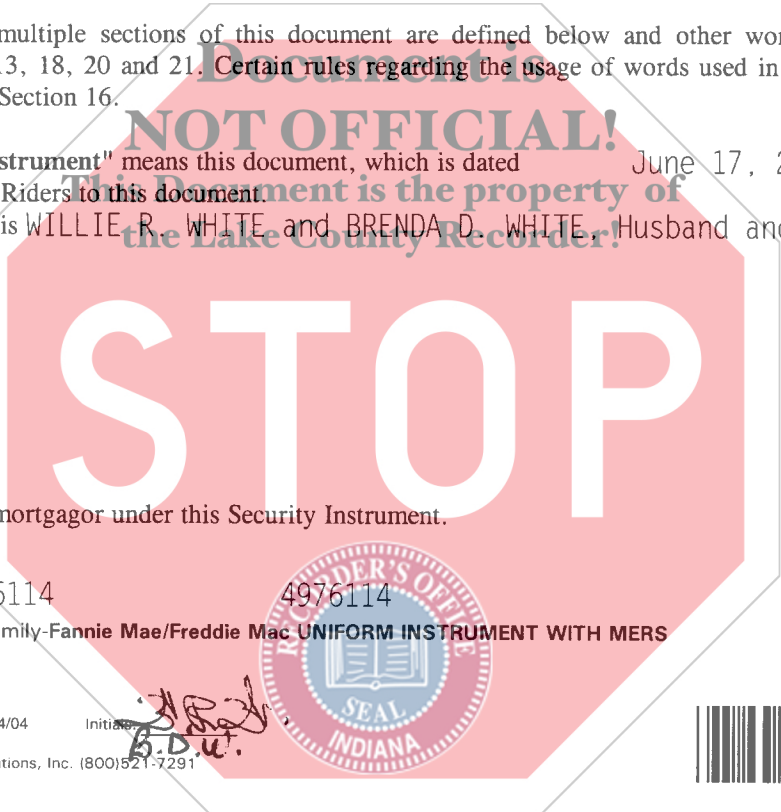 multiple sections of this document are defined below and other wor
13, 18, 20 and 21. Certain rules regarding the usage of words used in
Section 16.
Document is
NOT OFFICIAL!
This Document is the property of
the Lake County Recorder!
strument" means this document, which is dated June 17, 2
Riders to this document.
is WILLIE R. WHITE and BRENDA D. WHITE, Husband and
STOP
mortgagor under this Security Instrument.
6114 4976114
mily-Fannie Mae/Freddie Mac UNIFORM INSTRUMENT WITH MERS
RECORDER'S OFFICE
SEAL
INDIANA
4/04 Initials:
B.D.W.
tions, Inc. (800)521-7291